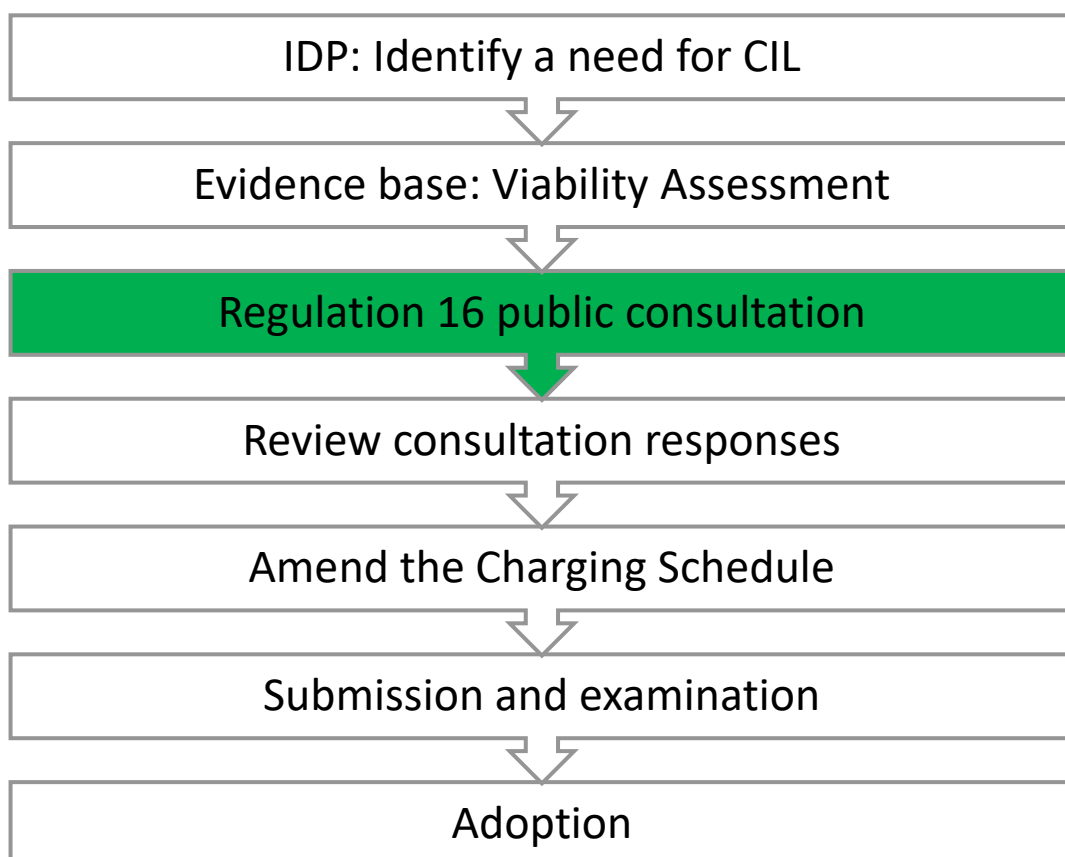 IDP: Identify a need for CIL
Evidence base: Viability Assessment
Regulation 16 public consultation
Review consultation responses
Amend the Charging Schedule
Submission and examination
Adoption